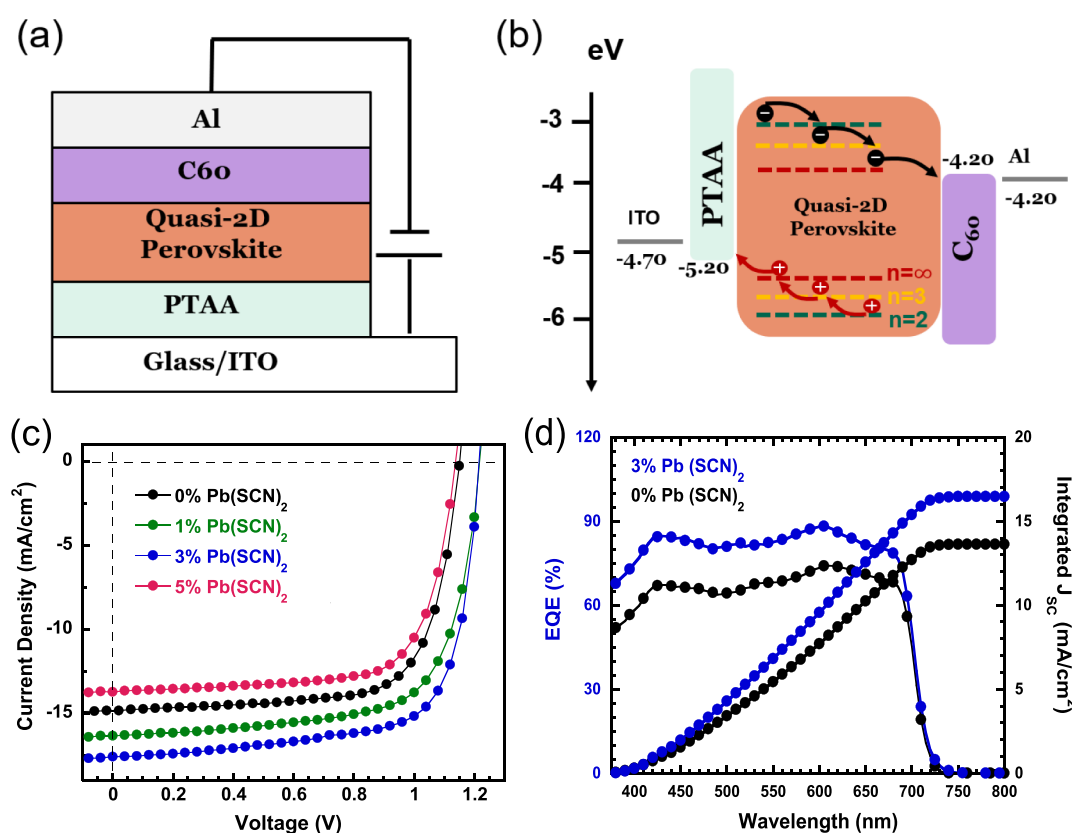 (a)
Al
C60
Quasi-2D
Perovskite
PTAA
Glass/ITO
(b)
eV
-3
-4
-5
-6
ITO
-4.70
PTAA
-5.20
Quasi-2D
Perovskite
n=∞
n=3
n=2
-4.20
C60
Al
-4.20
(c)
0
-5
-10
-15
Current Density (mA/cm²)
0% Pb(SCN)₂
1% Pb(SCN)₂
3% Pb(SCN)₂
5% Pb(SCN)₂
0 0.2 0.4 0.6 0.8 1.0 1.2
Voltage (V)
(d)
120
90
60
30
0
EQE (%)
3% Pb (SCN)₂
0% Pb (SCN)₂
20
15
10
5
0
Integrated J_SC (mA/cm²)
400 450 500 550 600 650 700 750 800
Wavelength (nm)